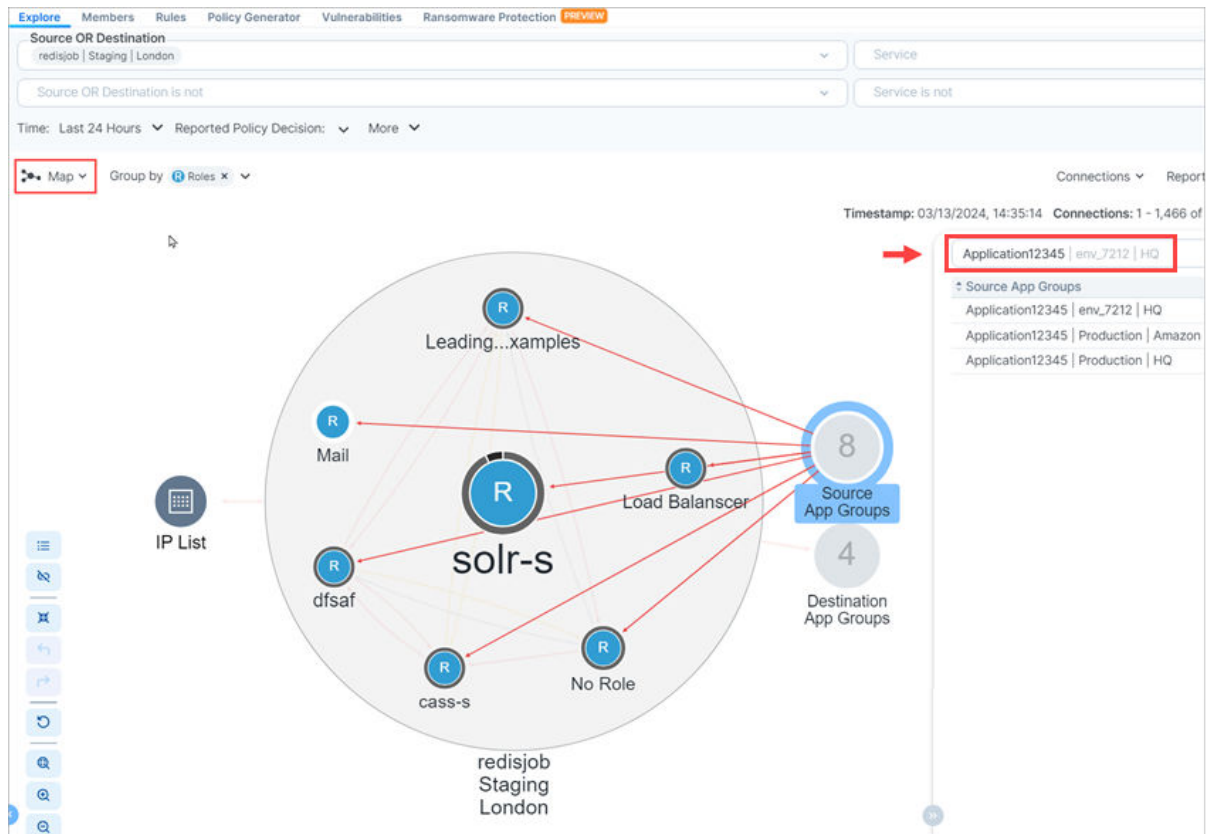 Explore Members Rules Policy Generator Vulnerabilities Ransomware Protection PREVIEW
Source OR Destination
redisjob | Staging | London
Service
Source OR Destination is not
Service is not
Time: Last 24 Hours Reported Policy Decision: More
Map Group by R Roles × Connections Report
Timestamp: 03/13/2024, 14:35:14 Connections: 1 - 1,466 of
Application12345 | env_7212 | HQ
Source App Groups
Application12345 | env_7212 | HQ
Application12345 | Production | Amazon
Application12345 | Production | HQ
R
Leading...xamples
R
Mail
8
Source
App Groups
R
Load Balanscer
R
solr-s
IP List
4
Destination
App Groups
R
dfsaf
R
No Role
R
cass-s
redisjob
Staging
London